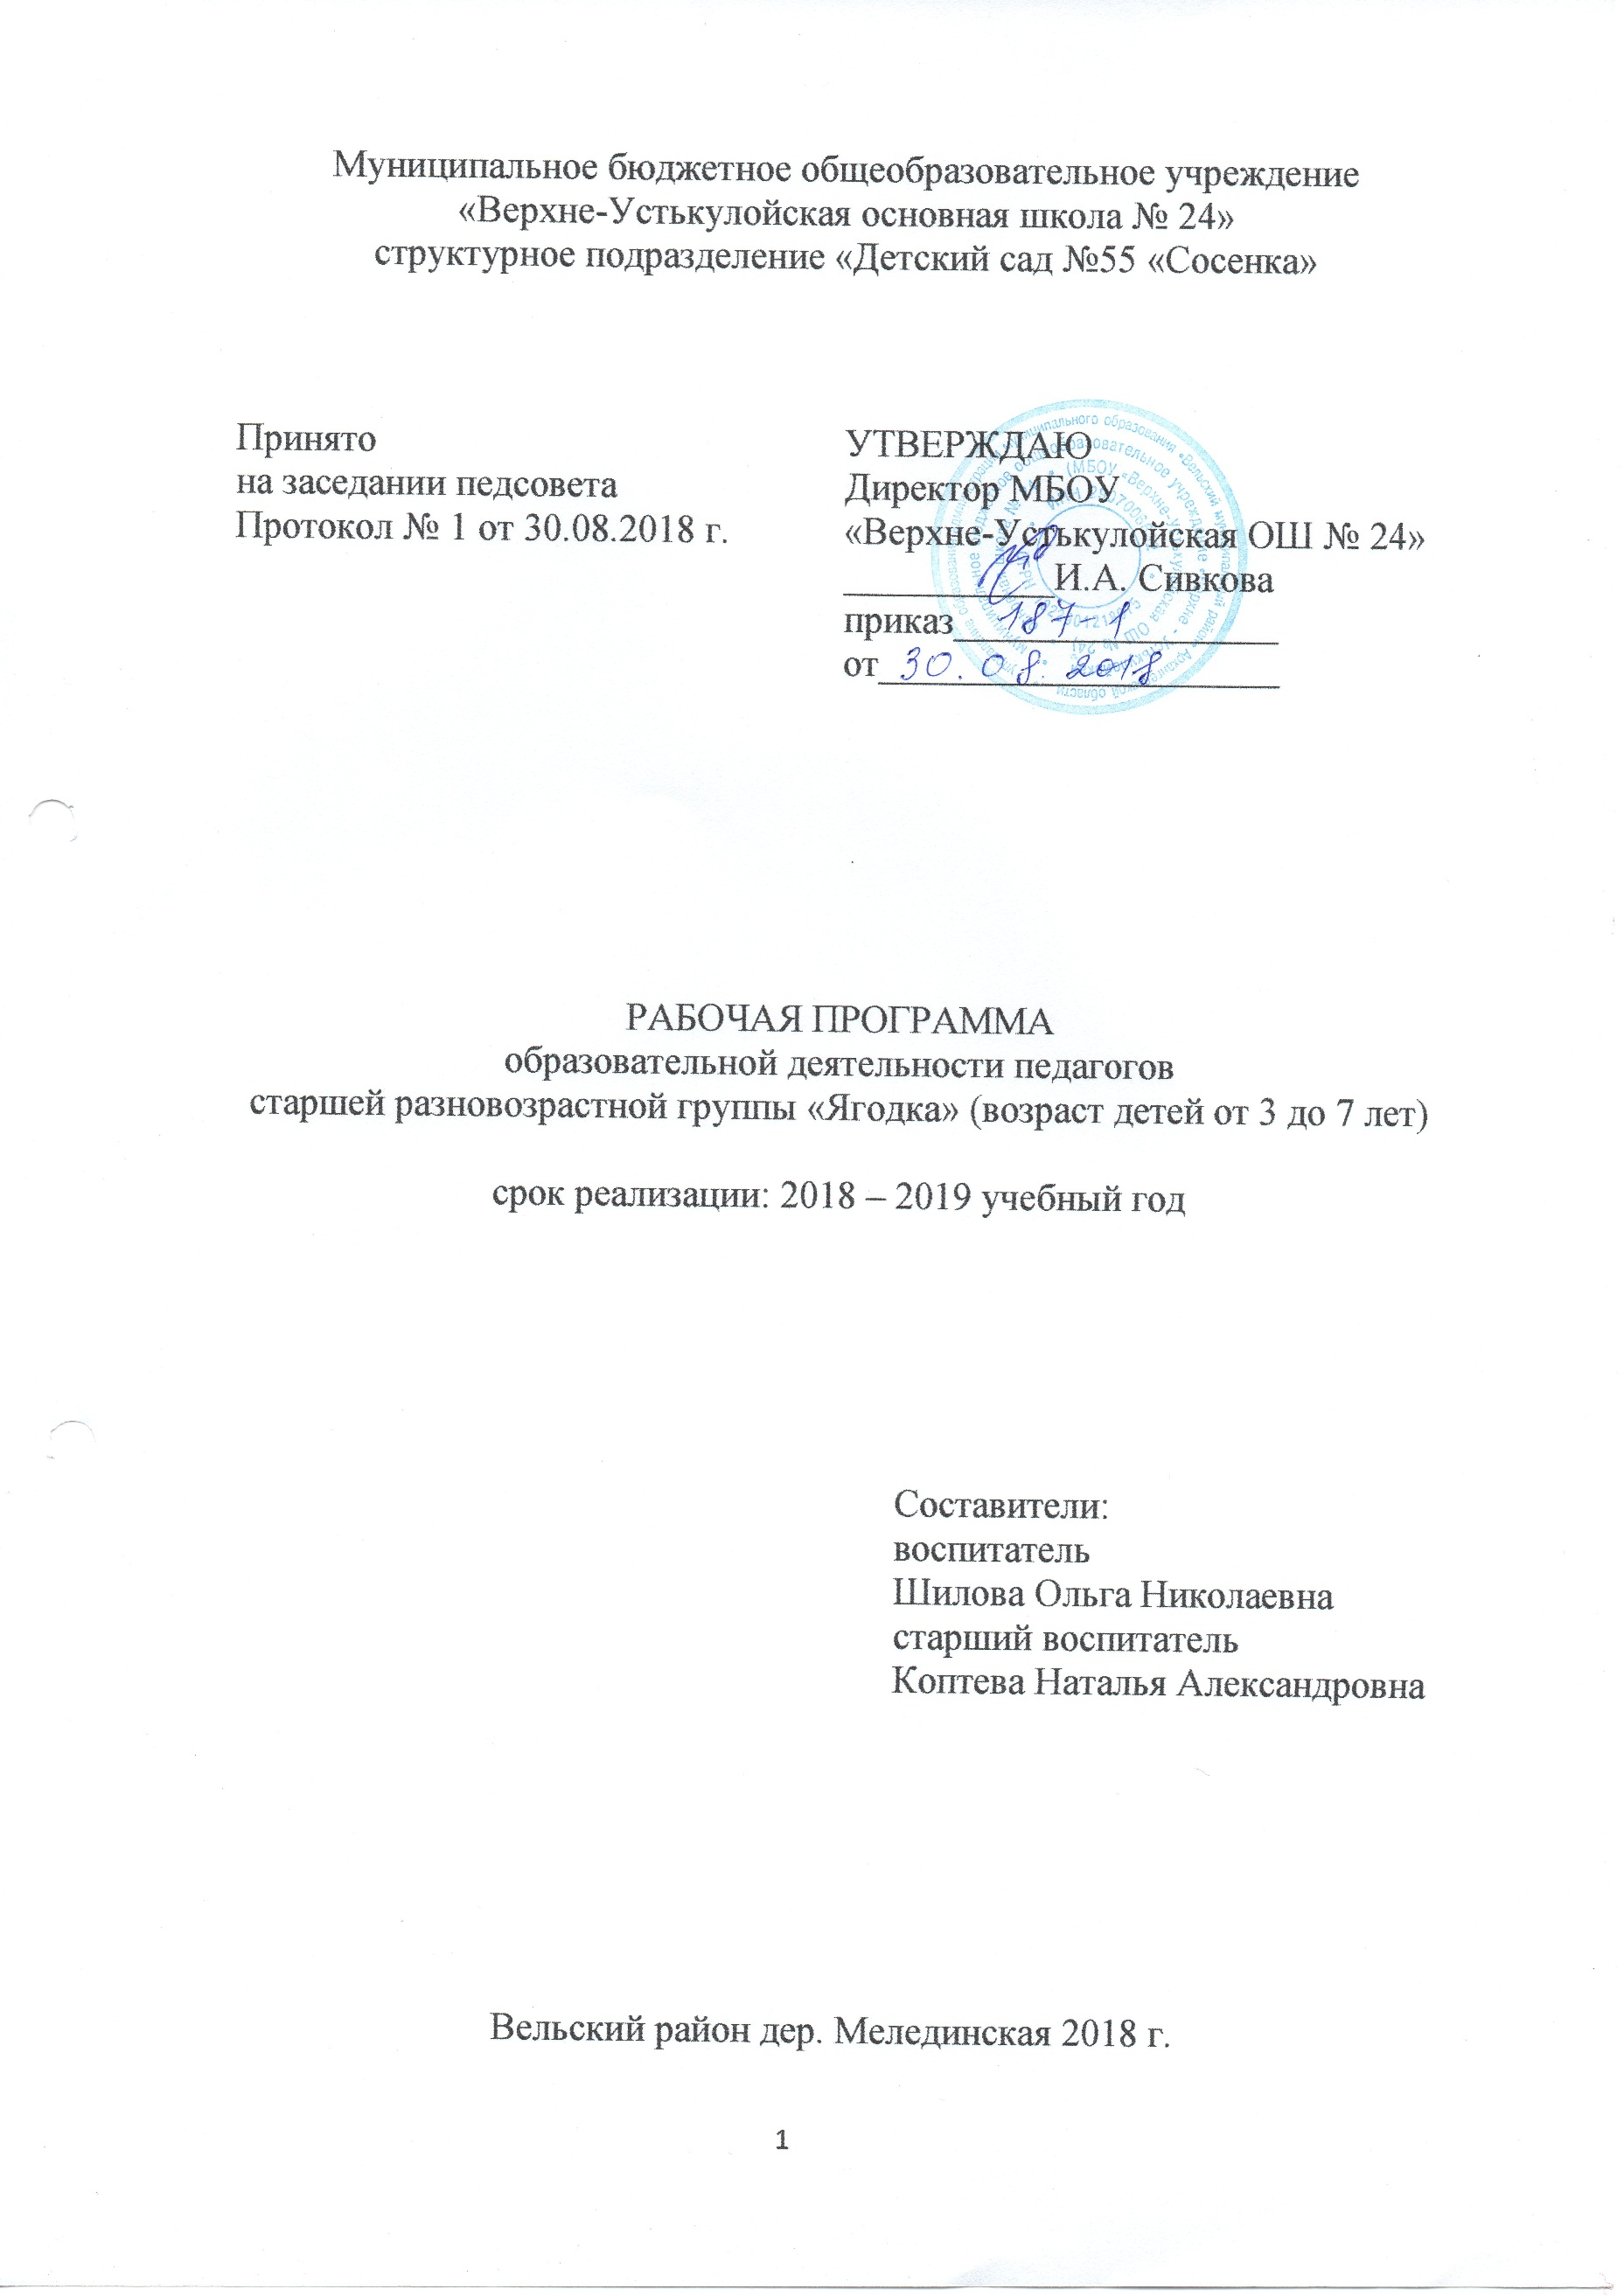 Муниципальное бюджетное общеобразовательное учреждение
«Верхне-Устькулойская основная школа № 24»
структурное подразделение «Детский сад №55 «Сосенка»
Принято
на заседании педсовета
Протокол № 1 от 30.08.2018 г.
УТВЕРЖДАЮ
Директор МБОУ
«Верхне-Устькулойская ОШ № 24»
____________И.А. Сивкова
приказ 187-1
от 30.08.2018
РАБОЧАЯ ПРОГРАММА
образовательной деятельности педагогов
старшей разновозрастной группы «Ягодка» (возраст детей от 3 до 7 лет)
срок реализации: 2018 – 2019 учебный год
Составители:
воспитатель
Шилова Ольга Николаевна
старший воспитатель
Коптева Наталья Александровна
Вельский район дер. Мелединская 2018 г.
1